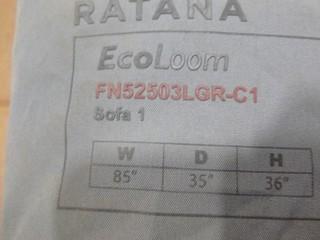 RATANA
EcoLoom
FN52503LGR-C1
Sofa 1
W D H
85" 35" 36"